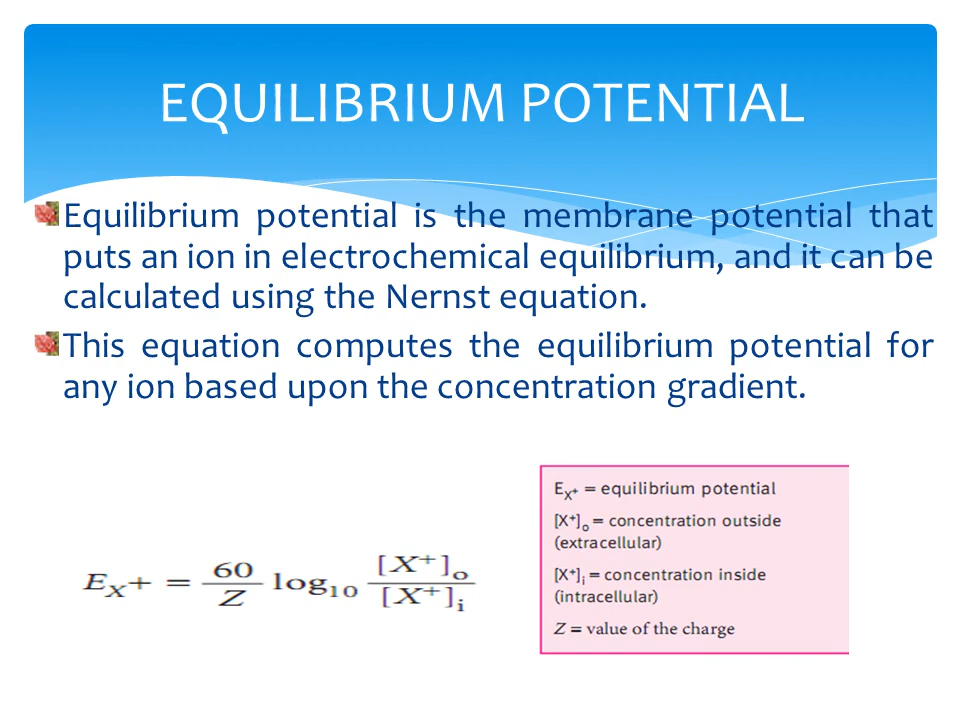 EQUILIBRIUM POTENTIAL
Equilibrium potential is the membrane potential that
puts an ion in electrochemical equilibrium, and it can be
calculated using the Nernst equation.
This equation computes the equilibrium potential for
any ion based upon the concentration gradient.
E_X+ = 60/Z log₁₀ [X⁺]ₒ/[X⁺]ᵢ
E_X⁺ = equilibrium potential
[X⁺]ₒ = concentration outside
(extracellular)
[X⁺]ᵢ = concentration inside
(intracellular)
Z = value of the charge